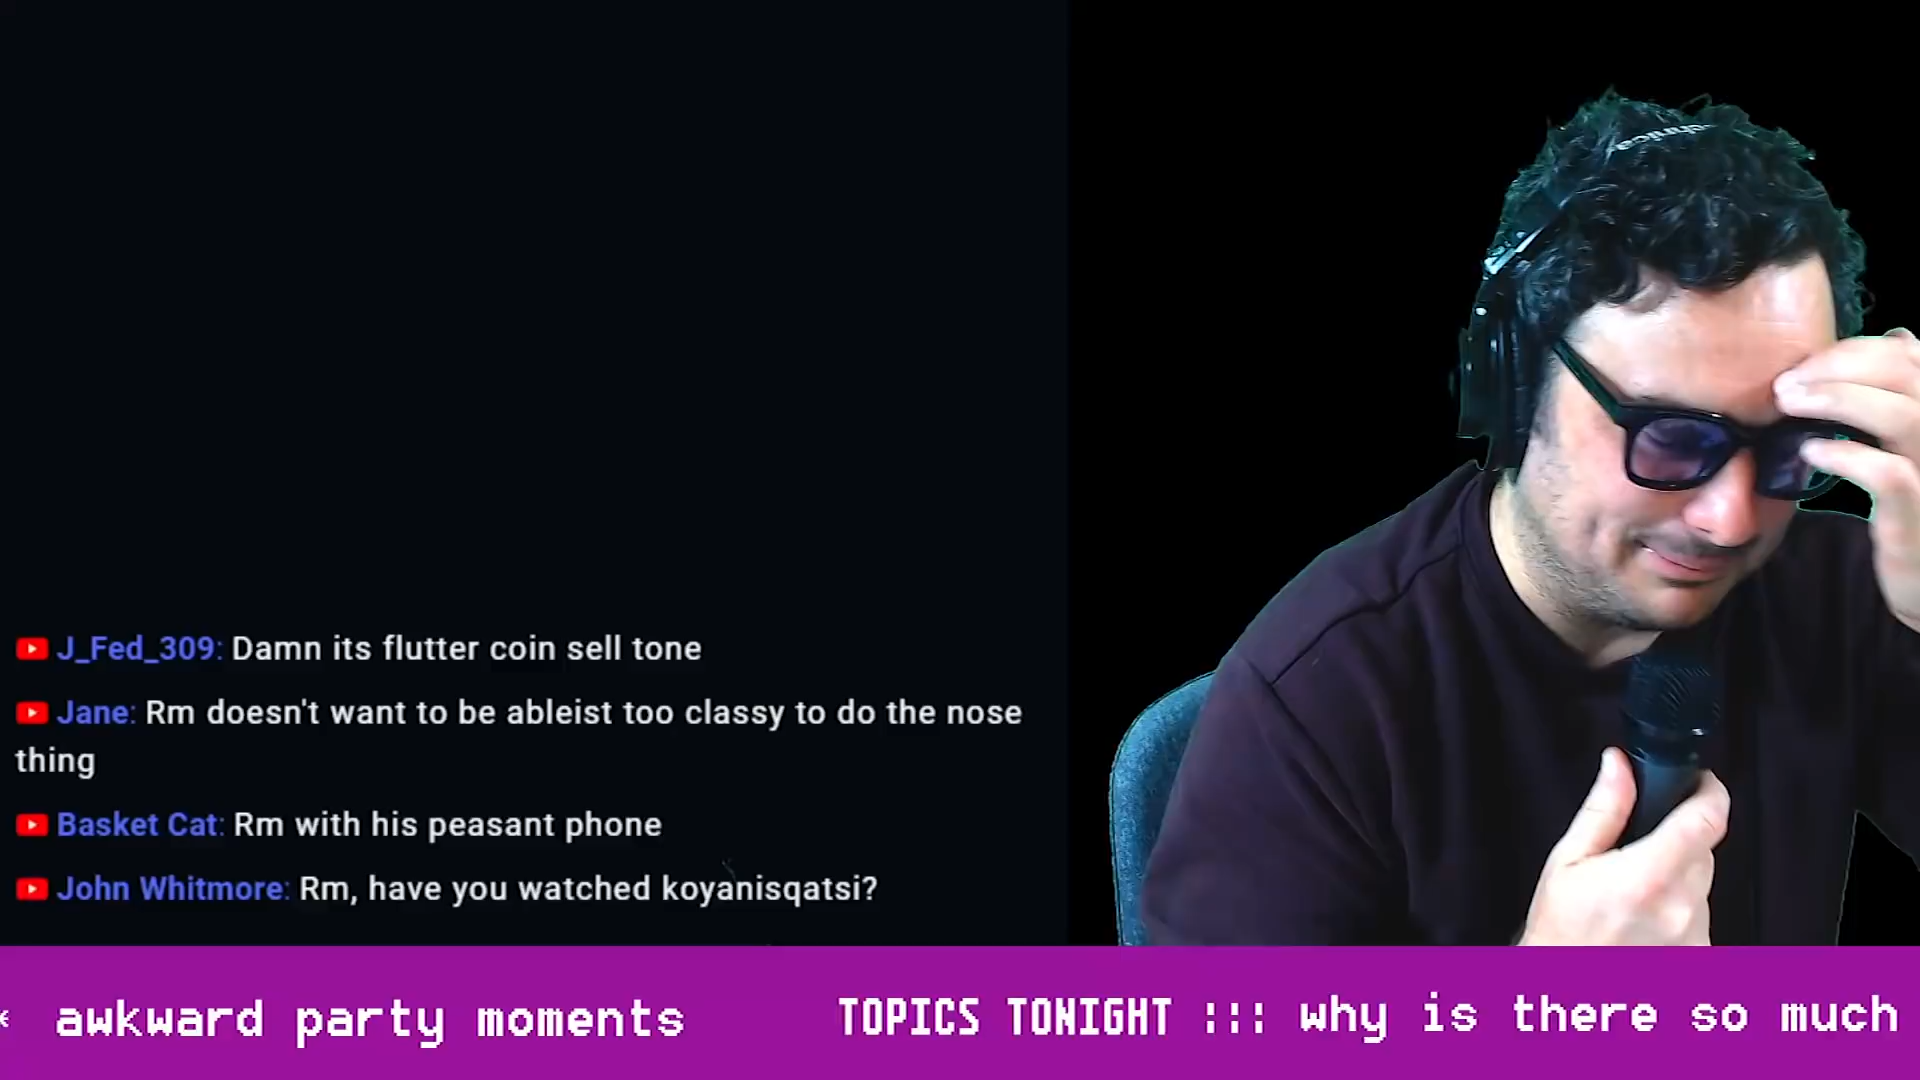 J_Fed_309: Damn its flutter coin sell tone
Jane: Rm doesn't want to be ableist too classy to do the nose
thing
Basket Cat: Rm with his peasant phone
John Whitmore: Rm, have you watched koyanisqatsi?
awkward party moments TOPICS TONIGHT ::: why is there so much